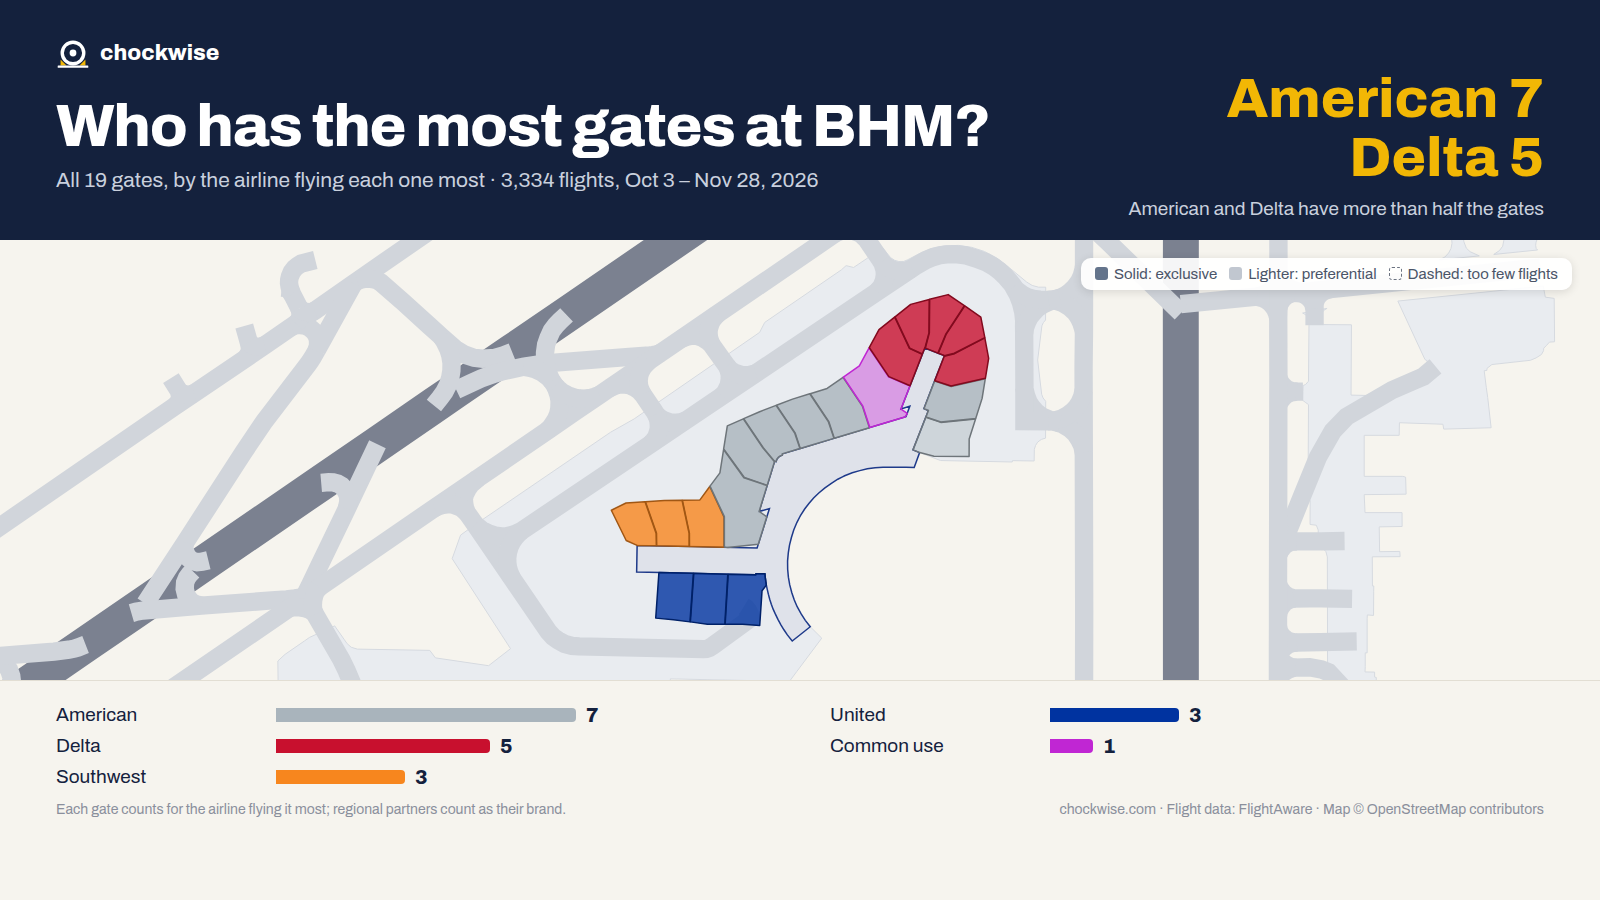 chockwise
Who has the most gates at BHM?
All 19 gates, by the airline flying each one most · 3,334 flights, Oct 3 – Nov 28, 2026
American 7
Delta 5
American and Delta have more than half the gates
Solid: exclusive
Lighter: preferential
Dashed: too few flights
American 7
Delta 5
Southwest 3
United 3
Common use 1
Each gate counts for the airline flying it most; regional partners count as their brand.
chockwise.com · Flight data: FlightAware · Map © OpenStreetMap contributors